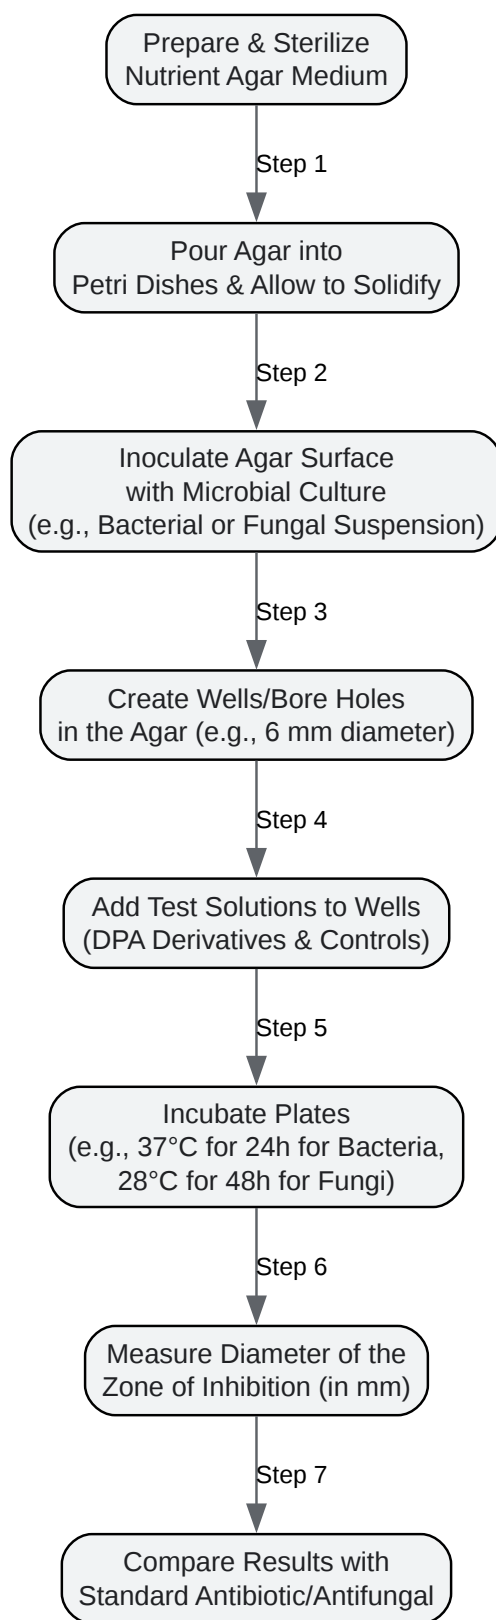 Prepare & Sterilize
Nutrient Agar Medium
Step 1
Pour Agar into
Petri Dishes & Allow to Solidify
Step 2
Inoculate Agar Surface
with Microbial Culture
(e.g., Bacterial or Fungal Suspension)
Step 3
Create Wells/Bore Holes
in the Agar (e.g., 6 mm diameter)
Step 4
Add Test Solutions to Wells
(DPA Derivatives & Controls)
Step 5
Incubate Plates
(e.g., 37°C for 24h for Bacteria,
28°C for 48h for Fungi)
Step 6
Measure Diameter of the
Zone of Inhibition (in mm)
Step 7
Compare Results with
Standard Antibiotic/Antifungal